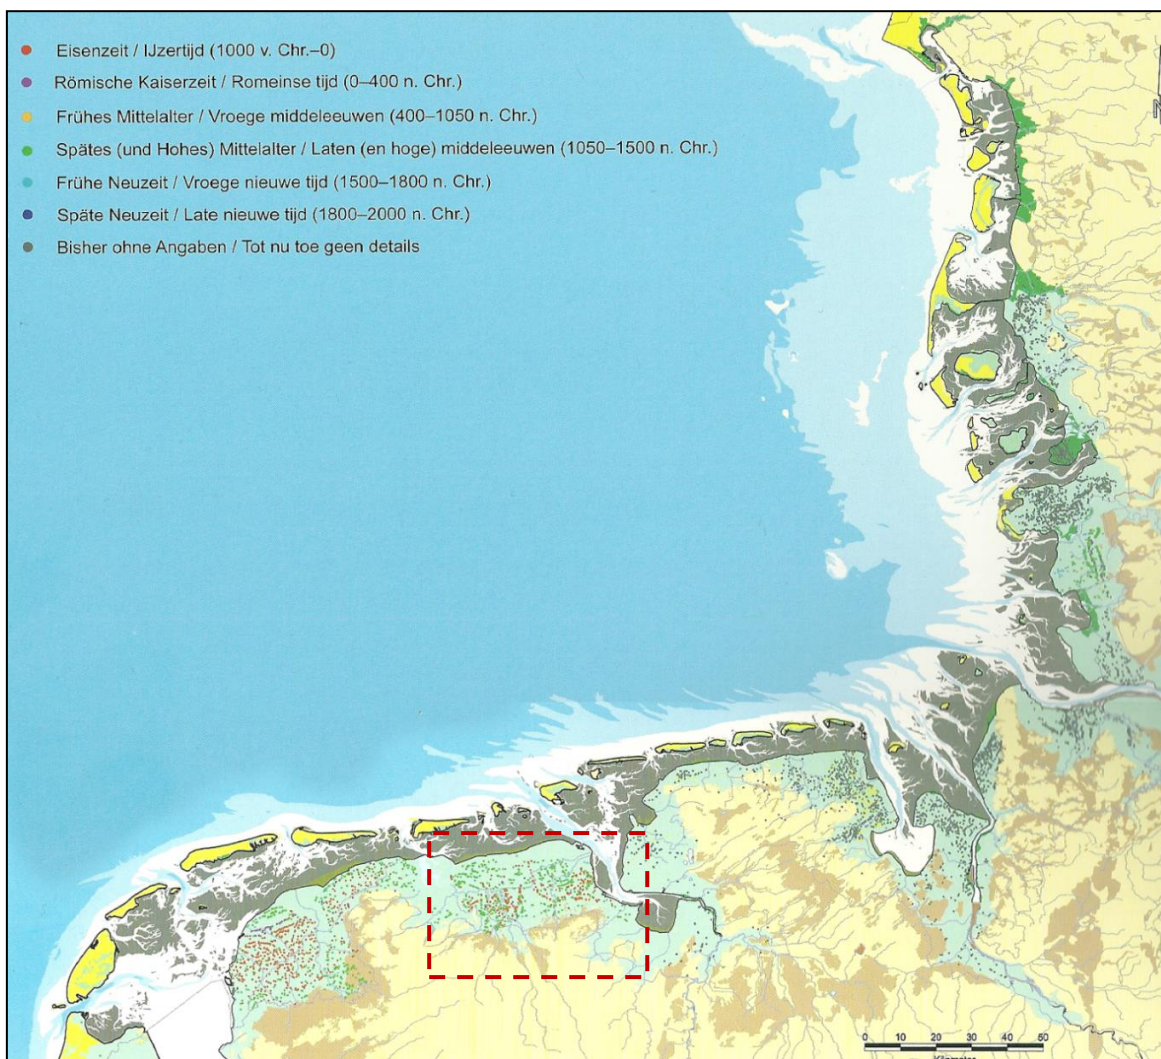 Eisenzeit / IJzertijd (1000 v. Chr.–0)
Römische Kaiserzeit / Romeinse tijd (0–400 n. Chr.)
Frühes Mittelalter / Vroege middeleeuwen (400–1050 n. Chr.)
Spätes (und Hohes) Mittelalter / Laten (en hoge) middeleeuwen (1050–1500 n. Chr.)
Frühe Neuzeit / Vroege nieuwe tijd (1500–1800 n. Chr.)
Späte Neuzeit / Late nieuwe tijd (1800–2000 n. Chr.)
Bisher ohne Angaben / Tot nu toe geen details
0 10 20 30 40 50